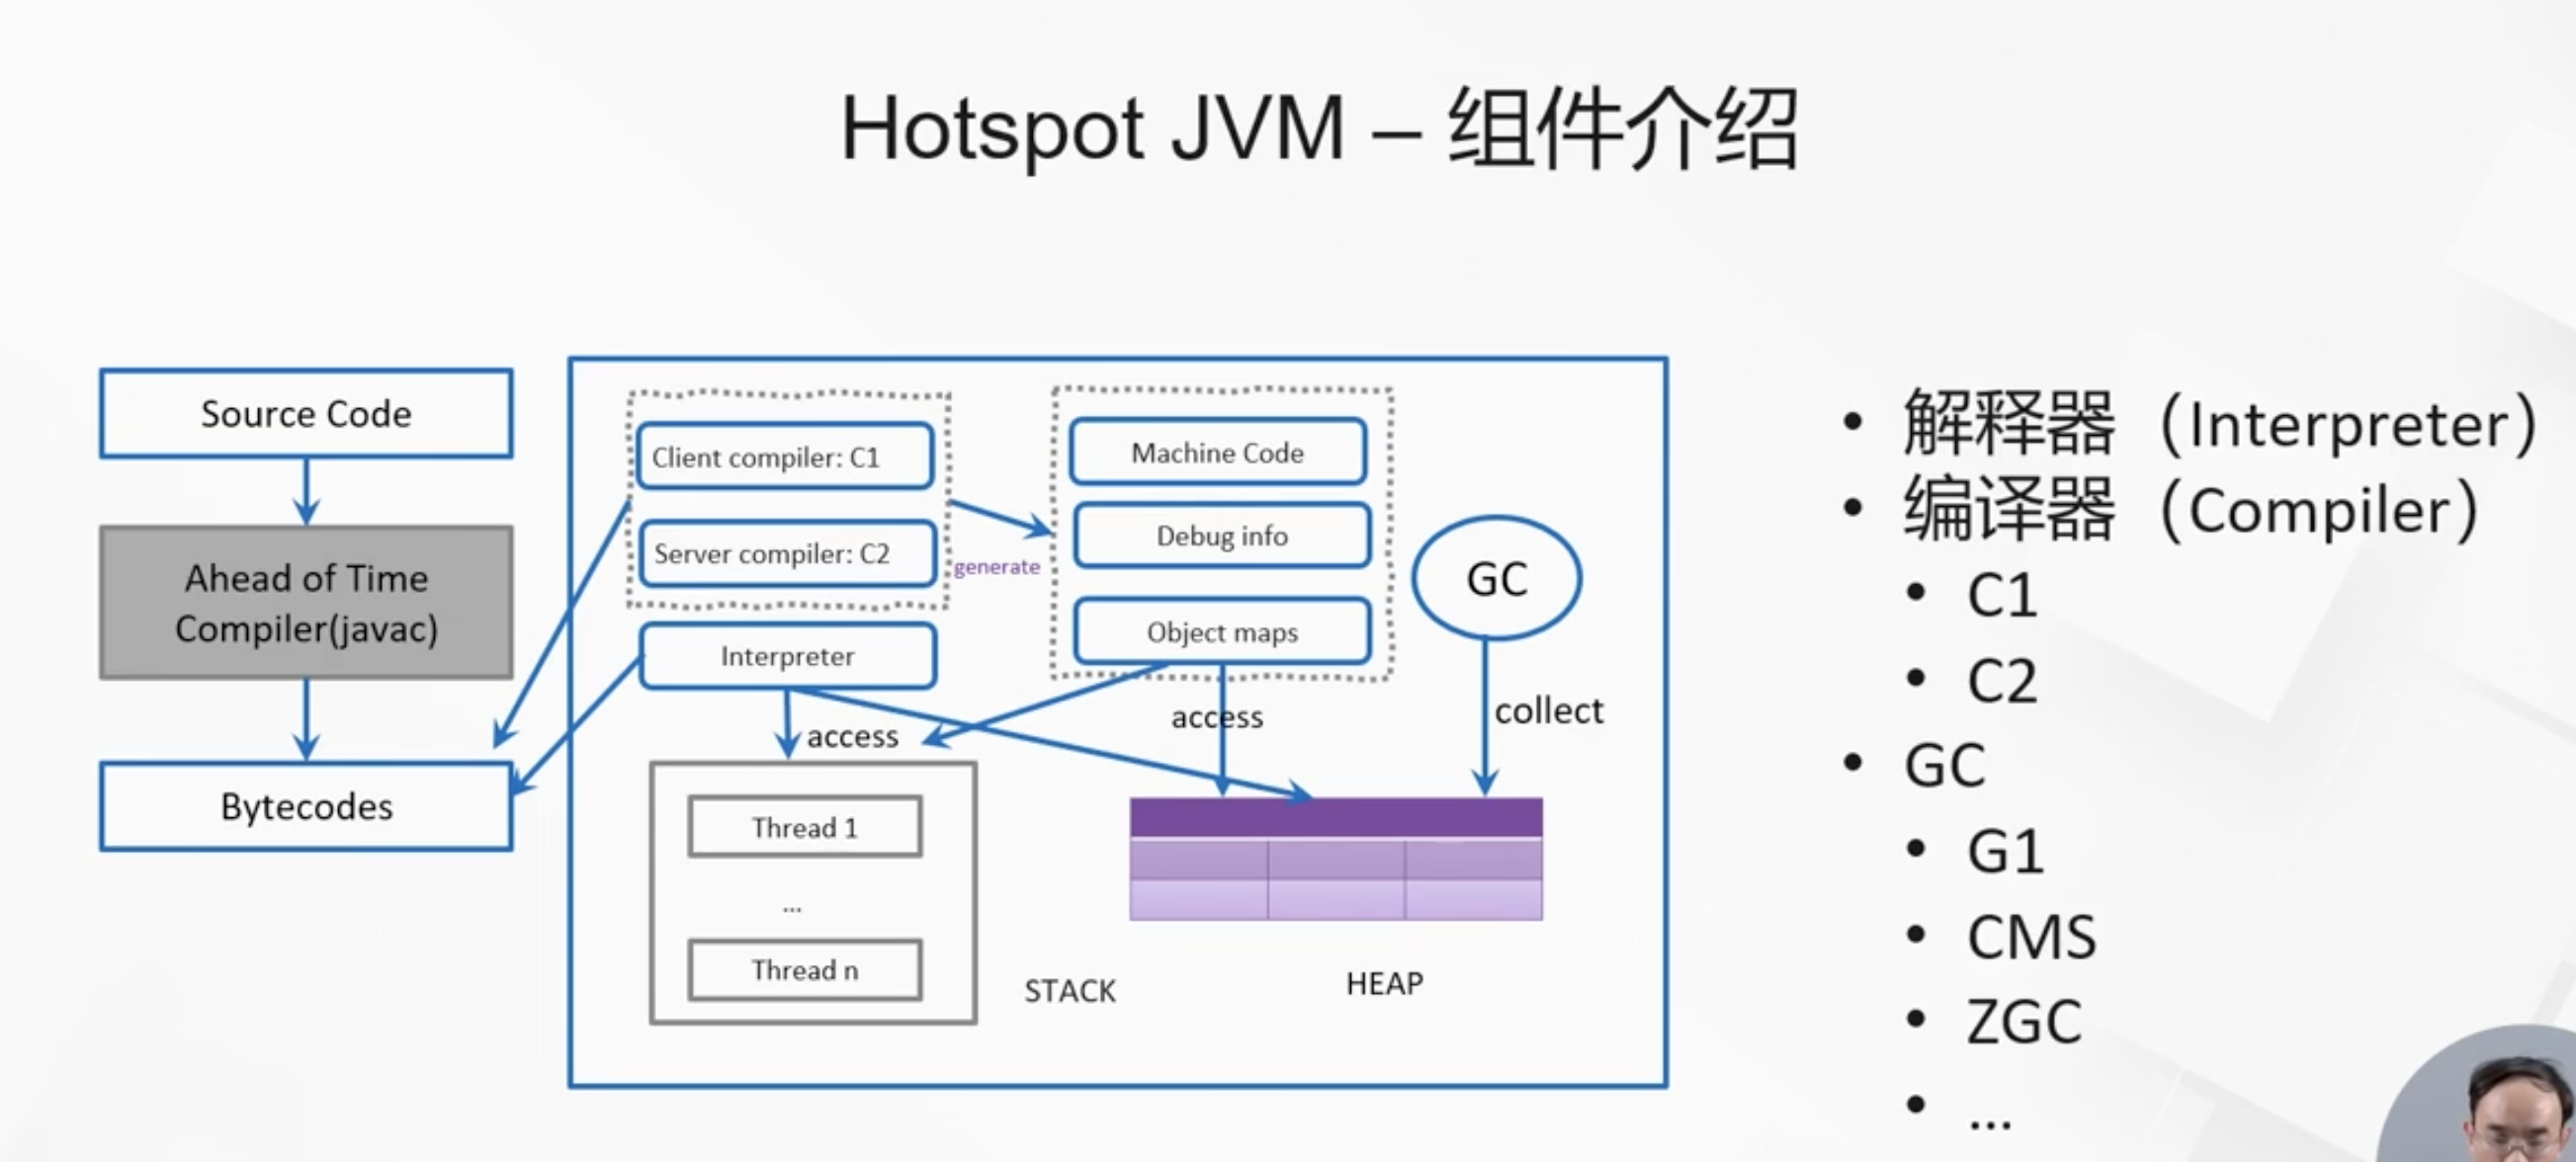 Hotspot JVM – 组件介绍
Source Code
Ahead of Time
Compiler(javac)
Bytecodes
Client compiler: C1
Server compiler: C2
Interpreter
generate
Machine Code
Debug info
Object maps
GC
access
access
collect
Thread 1
...
Thread n
STACK
HEAP
• 解释器（Interpreter）
• 编译器（Compiler）
• C1
• C2
• GC
• G1
• CMS
• ZGC
• ...